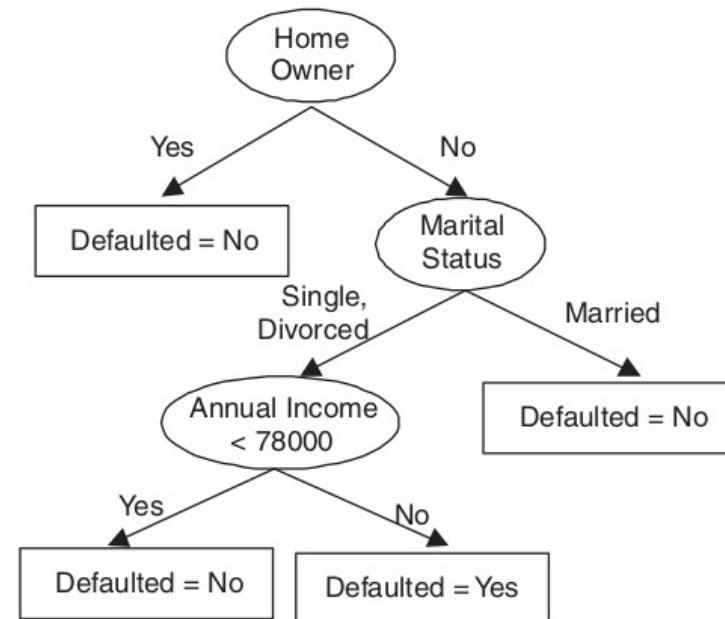 Home
Owner
Yes
No
Defaulted = No
Marital
Status
Single,
Divorced
Married
Annual Income
< 78000
Defaulted = No
Yes
No
Defaulted = No
Defaulted = Yes